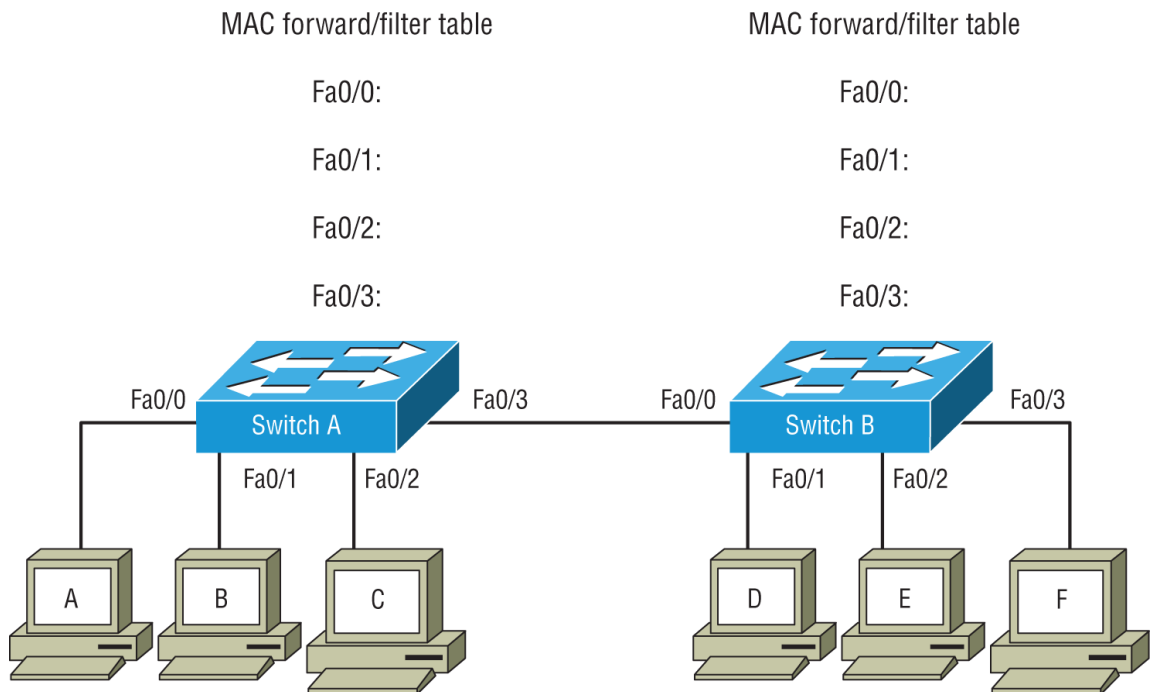 MAC forward/filter table
Fa0/0:
Fa0/1:
Fa0/2:
Fa0/3:
MAC forward/filter table
Fa0/0:
Fa0/1:
Fa0/2:
Fa0/3:
Fa0/0
Switch A
Fa0/3
Fa0/1
Fa0/2
Fa0/0
Switch B
Fa0/3
Fa0/1
Fa0/2
A
B
C
D
E
F